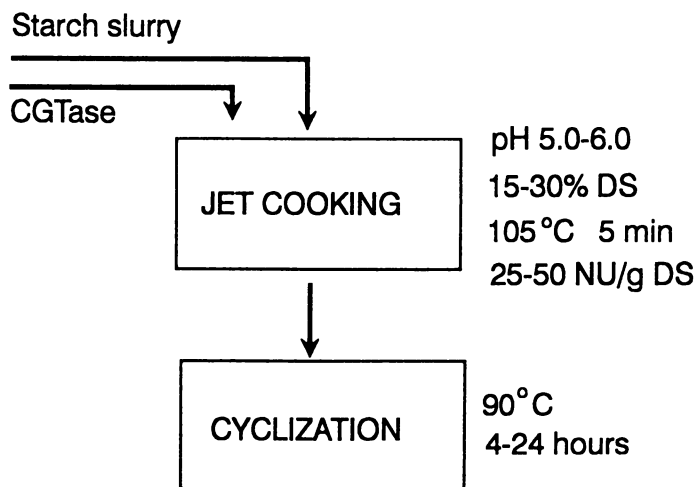 Starch slurry
CGTase
JET COOKING
pH 5.0-6.0
15-30% DS
105°C 5 min
25-50 NU/g DS
CYCLIZATION
90°C
4-24 hours